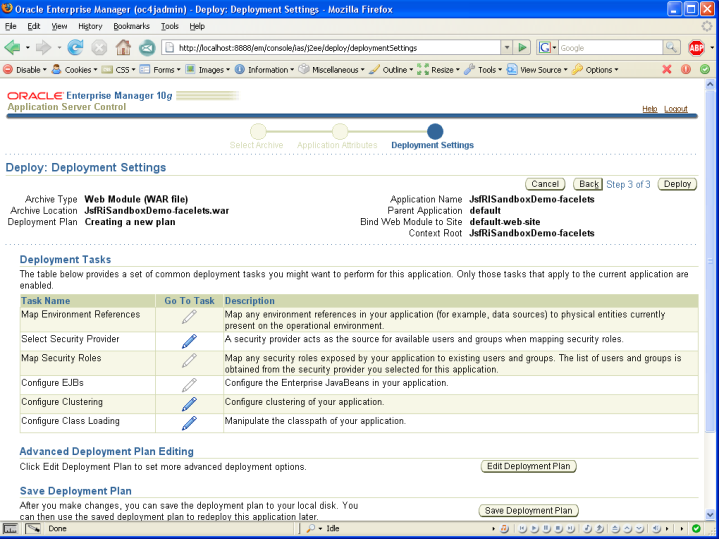 Oracle Enterprise Manager (oc4jadmin) - Deploy: Deployment Settings - Mozilla Firefox
File Edit View History Bookmarks Tools Help
http://localhost:8888/em/console/ias/j2ee/deploy/deploymentSettings
Google
ABP
Disable Cookies CSS Forms Images Information Miscellaneous Outline Resize Tools View Source Options
ORACLE Enterprise Manager 10g
Application Server Control
Help Logout
Select Archive Application Attributes Deployment Settings
Deploy: Deployment Settings
Cancel Back Step 3 of 3 Deploy
Archive Type Web Module (WAR file)
Archive Location JsfRiSandboxDemo-facelets.war
Deployment Plan Creating a new plan
Application Name JsfRISandboxDemo-facelets
Parent Application default
Bind Web Module to Site default-web-site
Context Root JsfRiSandboxDemo-facelets
Deployment Tasks
The table below provides a set of common deployment tasks you might want to perform for this application. Only those tasks that apply to the current application are
enabled.
Task Name Go To Task Description
Map Environment References Map any environment references in your application (for example, data sources) to physical entities currently
present on the operational environment.
Select Security Provider A security provider acts as the source for available users and groups when mapping security roles.
Map Security Roles Map any security roles exposed by your application to existing users and groups. The list of users and groups is
obtained from the security provider you selected for this application.
Configure EJBs Configure the Enterprise JavaBeans in your application.
Configure Clustering Configure clustering of your application.
Configure Class Loading Manipulate the classpath of your application.
Advanced Deployment Plan Editing
Click Edit Deployment Plan to set more advanced deployment options.
Edit Deployment Plan
Save Deployment Plan
After you make changes, you can save the deployment plan to your local disk. You
can then use the saved deployment plan to redeploy this application later.
Save Deployment Plan
Done
Idle